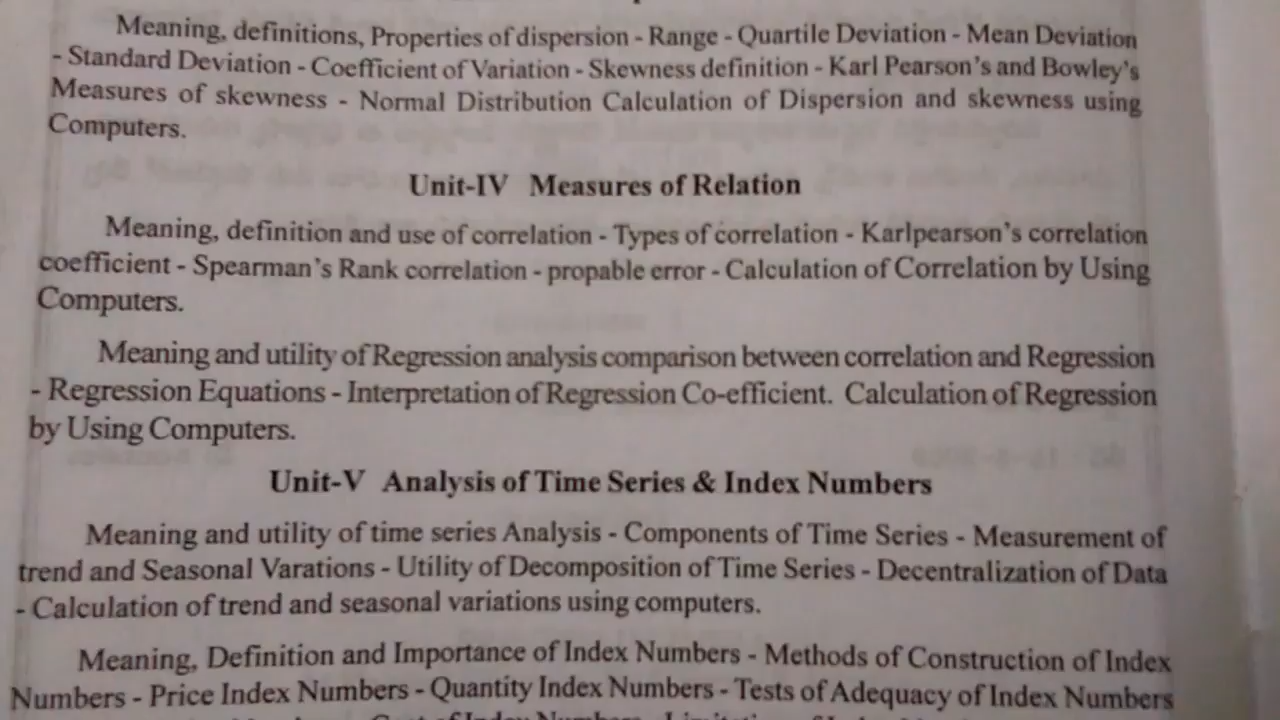 Meaning, definitions, Properties of dispersion - Range - Quartile Deviation - Mean Deviation
- Standard Deviation - Coefficient of Variation - Skewness definition - Karl Pearson's and Bowley's
Measures of skewness - Normal Distribution Calculation of Dispersion and skewness using
Computers.
Unit-IV Measures of Relation
Meaning, definition and use of correlation - Types of correlation - Karlpearson's correlation
coefficient - Spearman's Rank correlation - propable error - Calculation of Correlation by Using
Computers.
Meaning and utility of Regression analysis comparison between correlation and Regression
- Regression Equations - Interpretation of Regression Co-efficient. Calculation of Regression
by Using Computers.
Unit-V Analysis of Time Series & Index Numbers
Meaning and utility of time series Analysis - Components of Time Series - Measurement of
trend and Seasonal Varations - Utility of Decomposition of Time Series - Decentralization of Data
- Calculation of trend and seasonal variations using computers.
Meaning, Definition and Importance of Index Numbers - Methods of Construction of Index
Numbers - Price Index Numbers - Quantity Index Numbers - Tests of Adequacy of Index Numbers